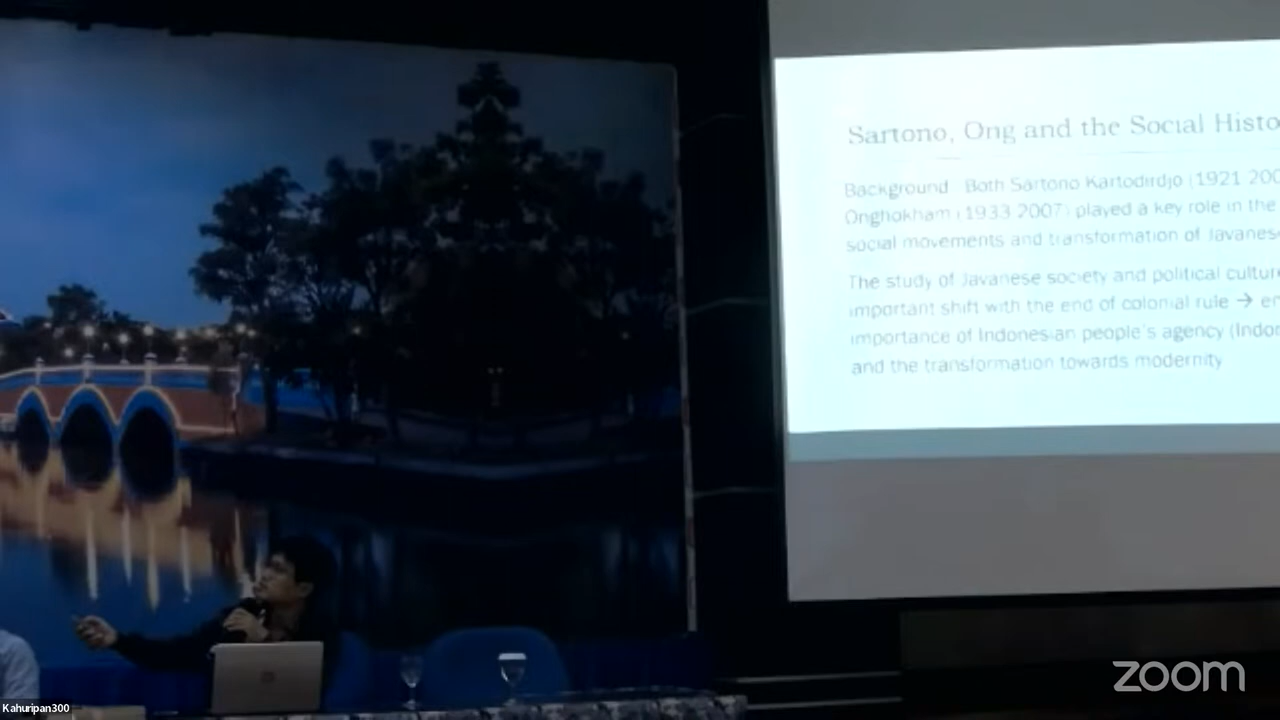 Sartono, Ong and the Social Histo
Background Both Sartono Kartodirdjo (1921 200
Onghokham (1933 2007) played a key role in the
social movements and transformation of Javanes
The study of Javanese society and political culture
important shift with the end of colonial rule → en
importance of Indonesian people's agency (Indon
and the transformation towards modernity
zoom
Kahuripan300